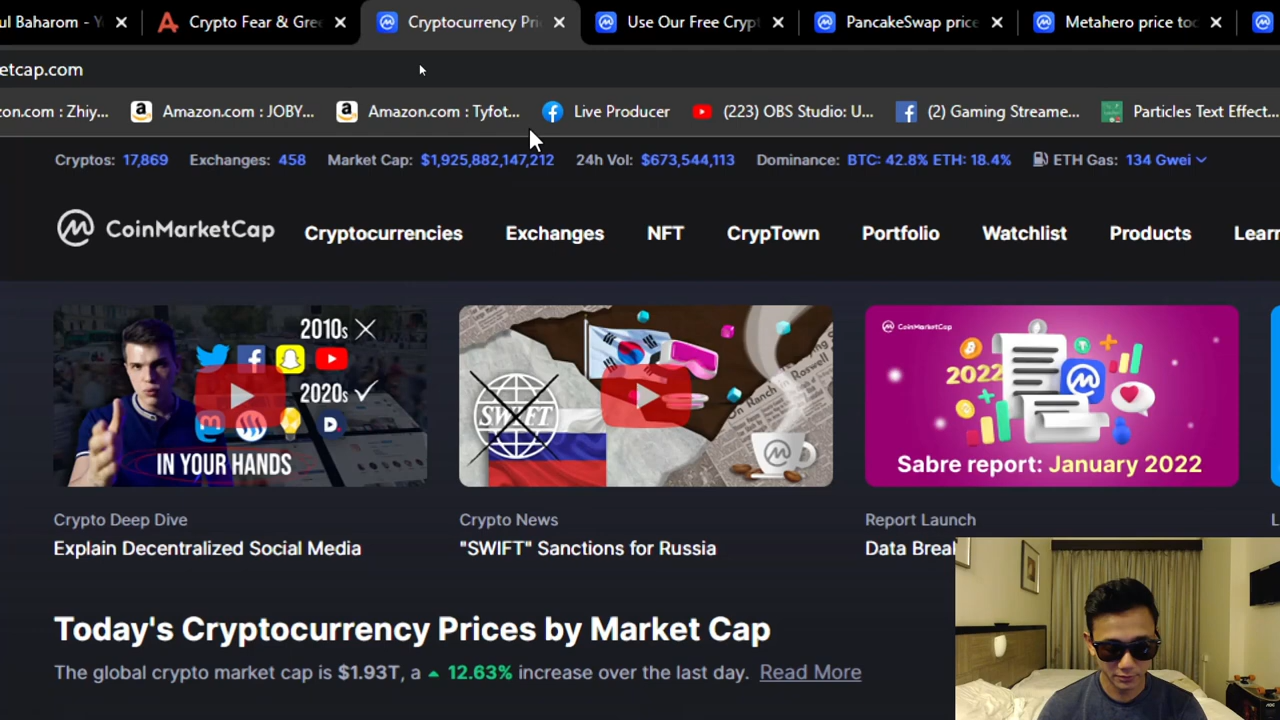 ul Baharom - Y
Crypto Fear & Gre
Cryptocurrency Pri
Use Our Free Cryp
PancakeSwap price
Metahero price to
etcap.com
zon.com : Zhiy...
Amazon.com : JOBY...
Amazon.com : Tyfot...
Live Producer
(223) OBS Studio: U...
(2) Gaming Streame...
Particles Text Effect...
Cryptos: 17,869 Exchanges: 458 Market Cap: $1,925,882,147,212 24h Vol: $673,544,113 Dominance: BTC: 42.8% ETH: 18.4% ETH Gas: 134 Gwei
CoinMarketCap
Cryptocurrencies Exchanges NFT CrypTown Portfolio Watchlist Products Learn
2010s
2020s
IN YOUR HANDS
SWIFT
CoinMarketCap
2022
Sabre report: January 2022
Crypto Deep Dive
Explain Decentralized Social Media
Crypto News
"SWIFT" Sanctions for Russia
Report Launch
Data Brea
Today's Cryptocurrency Prices by Market Cap
The global crypto market cap is $1.93T, a 12.63% increase over the last day. Read More